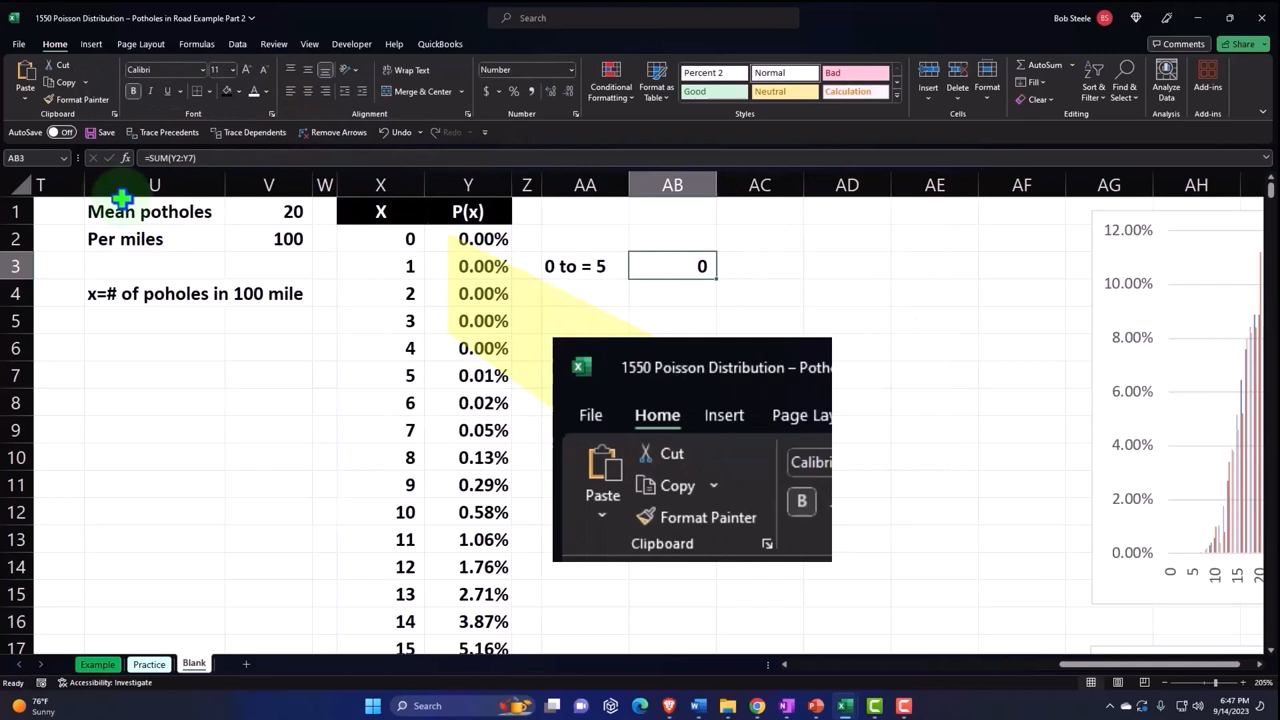 1550 Poisson Distribution – Potholes in Road Example Part 2
Search
Bob Steele
BS
File Home Insert Page Layout Formulas Data Review View Developer Help QuickBooks
Comments
Share
Paste
Cut
Copy
Format Painter
Clipboard
Calibri
11
Font
Wrap Text
Merge & Center
Alignment
Number
Number
Conditional Formatting
Format as Table
Percent 2 Normal Bad
Good Neutral Calculation
Styles
Insert Delete Format
Cells
AutoSum
Fill
Clear
Sort & Filter
Find & Select
Editing
Analyze Data
Add-ins
Add-ins
AutoSave Off Save Trace Precedents Trace Dependents Remove Arrows Undo
AB3 =SUM(Y2:Y7)
T U V W X Y Z AA AB AC AD AE AF AG AH
1 Mean potholes 20 X P(x)
2 Per miles 100 0 0.00%
3 1 0.00% 0 to = 5 0
4 x=# of poholes in 100 mile 2 0.00%
5 3 0.00%
6 4 0.00%
7 5 0.01%
8 6 0.02%
9 7 0.05%
10 8 0.13%
11 9 0.29%
12 10 0.58%
13 11 1.06%
14 12 1.76%
15 13 2.71%
16 14 3.87%
17 15 5.16%
12.00%
10.00%
8.00%
6.00%
4.00%
2.00%
0.00%
0 5 10 15 20
1550 Poisson Distribution – Poth
File Home Insert Page Lay
Paste
Cut
Copy
Format Painter
Clipboard
Calibri
B
Example Practice Blank
Ready Accessibility: Investigate
205%
76°F
Sunny
Search
6:47 PM
9/14/2023